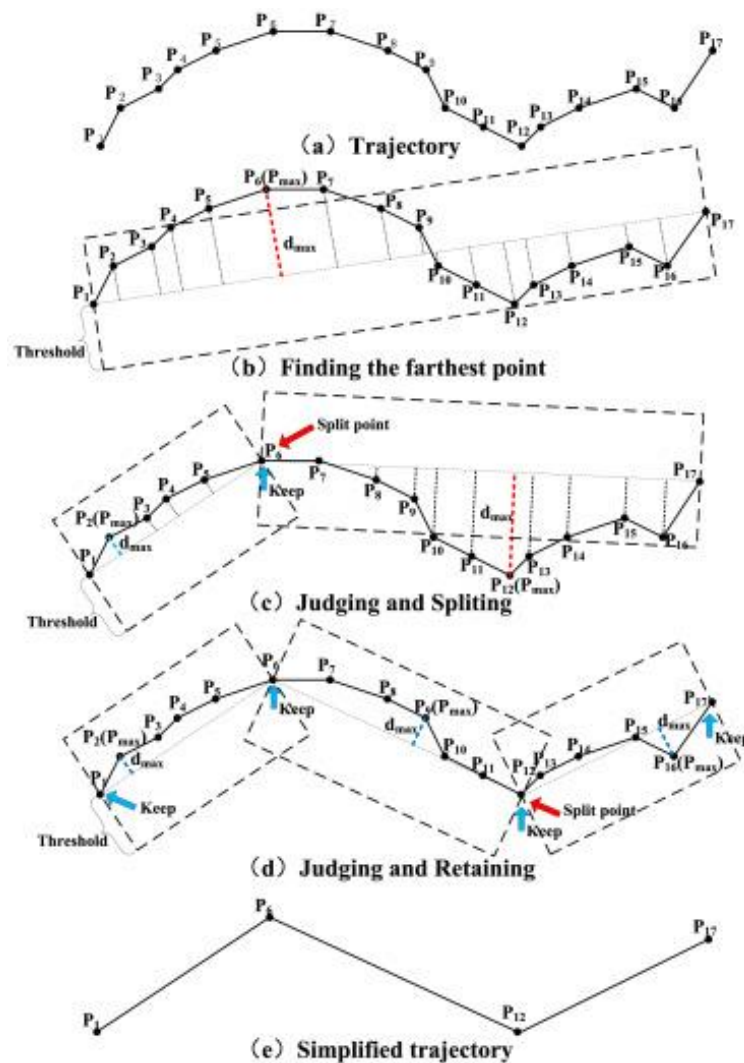 P₁ P₂ P₃ P₄ P₅ P₆ P₇ P₈ P₉ P₁₀ P₁₁ P₁₂ P₁₃ P₁₄ P₁₅ P₁₆ P₁₇
(a) Trajectory
P₁ P₂ P₃ P₄ P₅ P₆(Pₘₐₓ) P₇ P₈ P₉ P₁₀ P₁₁ P₁₂ P₁₃ P₁₄ P₁₅ P₁₆ P₁₇
dₘₐₓ
Threshold
(b) Finding the farthest point
Split point
P₁ P₂(Pₘₐₓ) P₃ P₄ P₅ P₆ P₇ P₈ P₉ P₁₀ P₁₁ P₁₂(Pₘₐₓ) P₁₃ P₁₄ P₁₅ P₁₆ P₁₇
Keep
dₘₐₓ
dₘₐₓ
Threshold
(c) Judging and Spliting
P₁ P₂(Pₘₐₓ) P₃ P₄ P₅ P₆ P₇ P₈ P₉(Pₘₐₓ) P₁₀ P₁₁ P₁₂ P₁₃ P₁₄ P₁₅ P₁₆(Pₘₐₓ) P₁₇
Keep
dₘₐₓ
dₘₐₓ
dₘₐₓ
Keep
Keep
Split point
Keep
Threshold
(d) Judging and Retaining
P₁ P₆ P₁₂ P₁₇
(e) Simplified trajectory